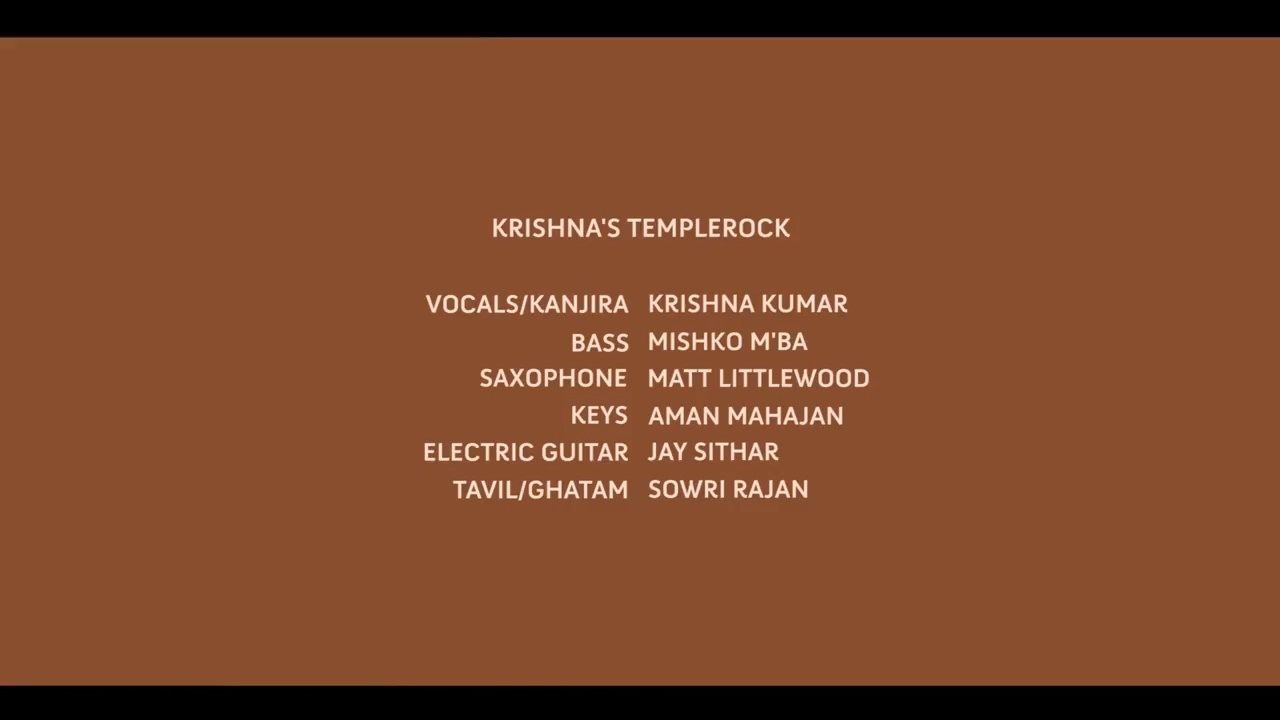 KRISHNA'S TEMPLEROCK
VOCALS/KANJIRA KRISHNA KUMAR
BASS MISHKO M'BA
SAXOPHONE MATT LITTLEWOOD
KEYS AMAN MAHAJAN
ELECTRIC GUITAR JAY SITHAR
TAVIL/GHATAM SOWRI RAJAN